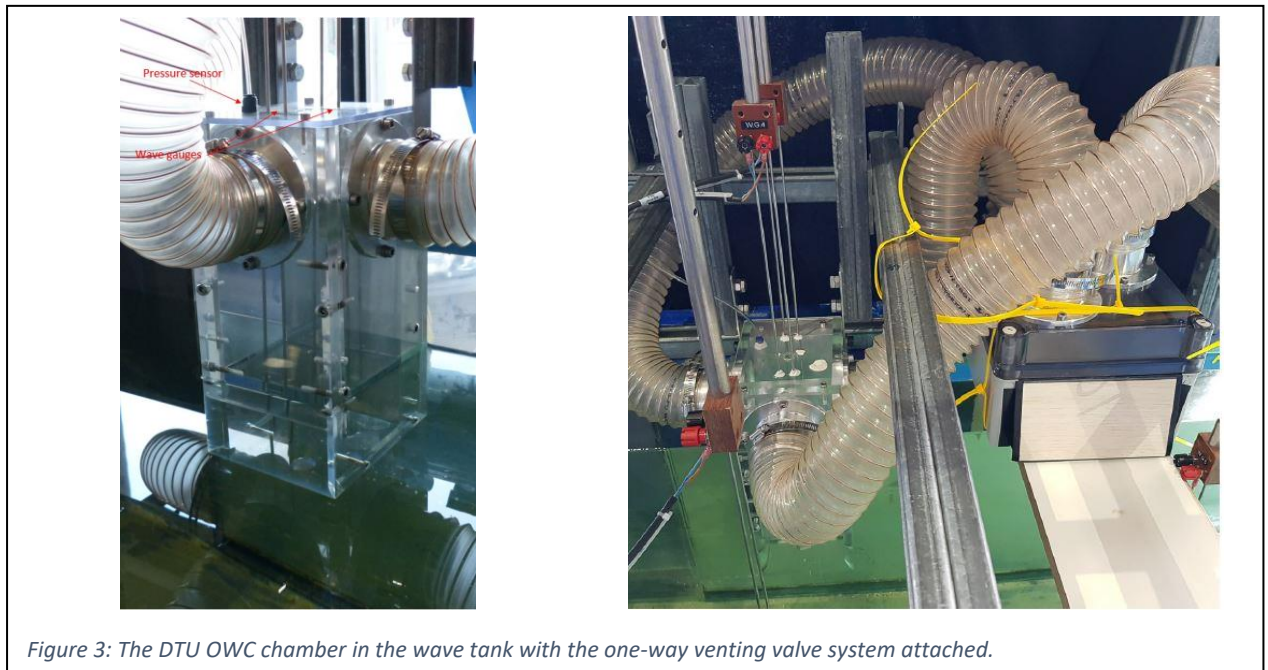 Pressure sensor
Wave gauges
W.G.4
Figure 3: The DTU OWC chamber in the wave tank with the one-way venting valve system attached.